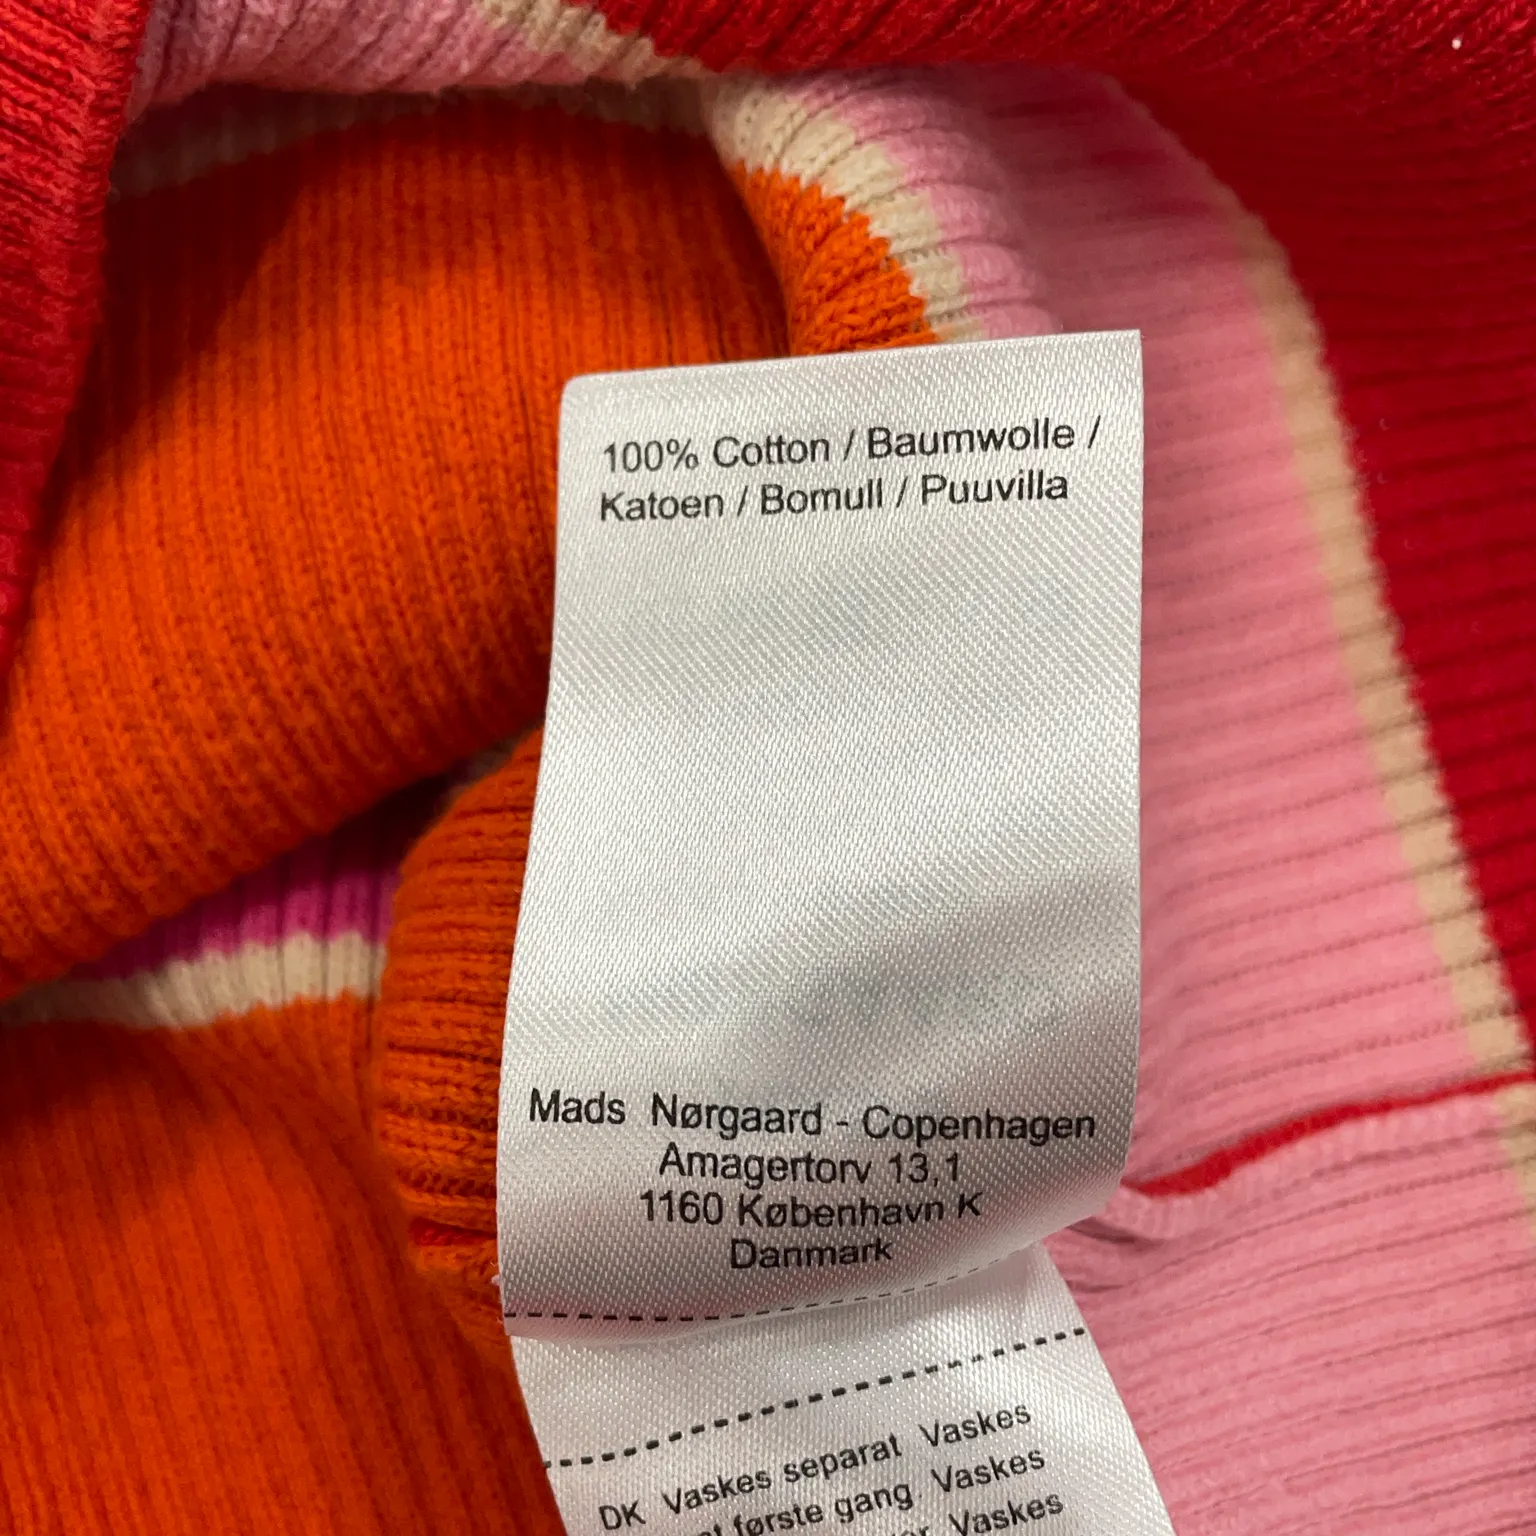 100% Cotton / Baumwolle /
Katoen / Bomull / Puuvilla
Mads Nørgaard - Copenhagen
Amagertorv 13,1
1160 København K
Danmark
DK Vaskes separat Vaskes
første gang Vaskes
Vaskes